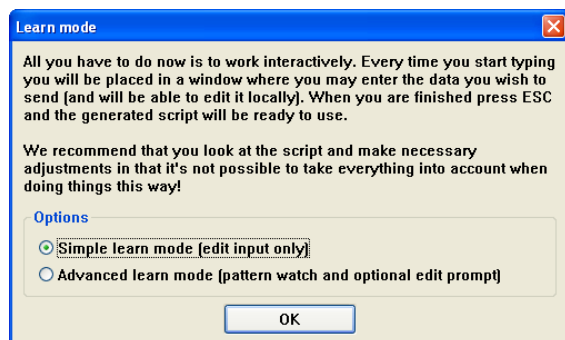 Learn mode
All you have to do now is to work interactively. Every time you start typing
you will be placed in a window where you may enter the data you wish to
send (and will be able to edit it locally). When you are finished press ESC
and the generated script will be ready to use.
We recommend that you look at the script and make necessary
adjustments in that it's not possible to take everything into account when
doing things this way!
Options
Simple learn mode (edit input only)
Advanced learn mode (pattern watch and optional edit prompt)
OK